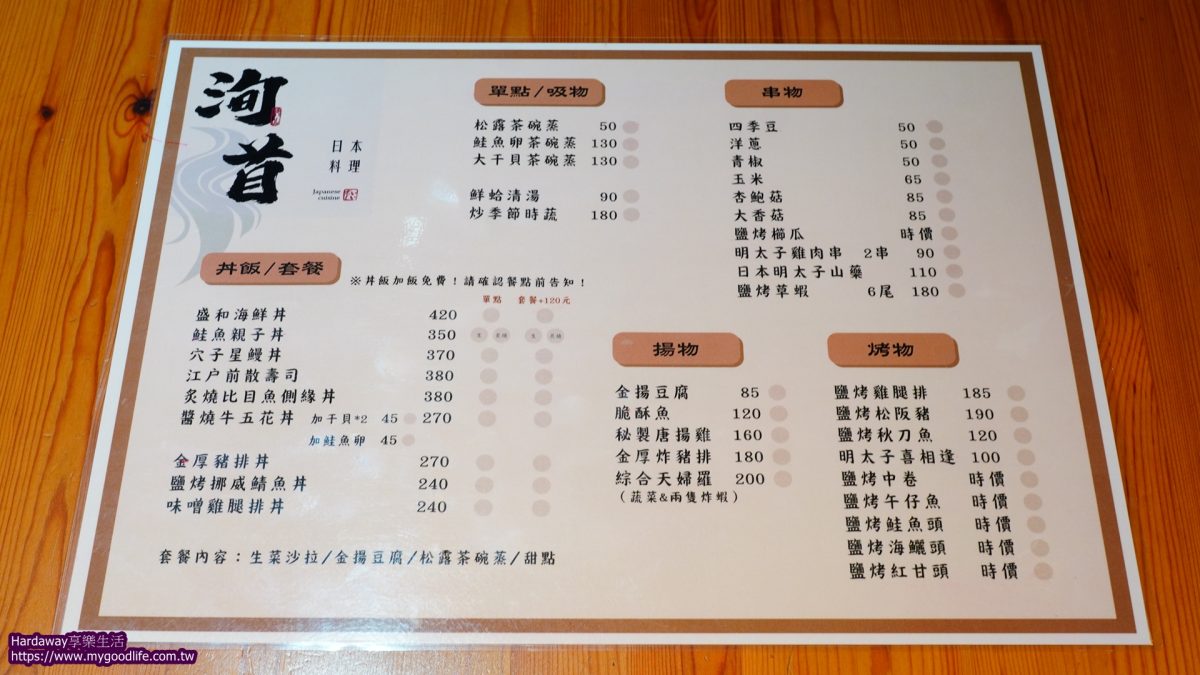 洵首
日本
料理
Japanese
cuisine
丼飯/套餐
※丼飯加飯免費！請確認餐點前告知！
單點 套餐+120元
盛和海鮮丼 420
鮭魚親子丼 350
穴子星鰻丼 370
江户前散壽司 380
炙燒比目魚側緣丼 380
醬燒牛五花丼 加干貝*2 45 270
加鮭魚卵 45
金厚豬排丼 270
鹽烤挪威鯖魚丼 240
味噌雞腿排丼 240
套餐內容：生菜沙拉/金揚豆腐/松露茶碗蒸/甜點
單點/吸物
松露茶碗蒸 50
鮭魚卵茶碗蒸 130
大干貝茶碗蒸 130
鮮蛤清湯 90
炒季節時蔬 180
串物
四季豆 50
洋蔥 50
青椒 50
玉米 65
杏鮑菇 85
大香菇 85
鹽烤櫛瓜 時價
明太子雞肉串 2串 90
日本明太子山藥 110
鹽烤草蝦 6尾 180
揚物
金揚豆腐 85
脆酥魚 120
秘製唐揚雞 160
金厚炸豬排 180
綜合天婦羅 200
（蔬菜&兩隻炸蝦）
烤物
鹽烤雞腿排 185
鹽烤松阪豬 190
鹽烤秋刀魚 120
明太子喜相逢 100
鹽烤中卷 時價
鹽烤午仔魚 時價
鹽烤鮭魚頭 時價
鹽烤海鱺頭 時價
鹽烤紅甘頭 時價
Hardaway享樂生活
https://www.mygoodlife.com.tw